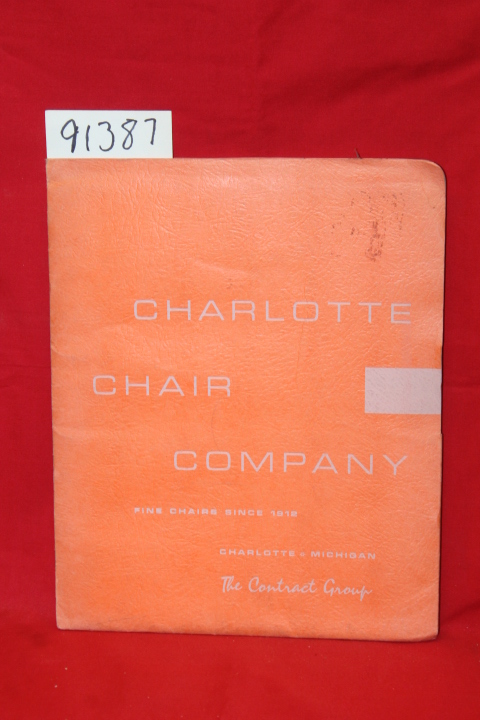 91387
CHARLOTTE
CHAIR
COMPANY
FINE CHAIRS SINCE 1912
CHARLOTTE • MICHIGAN
The Contract Group